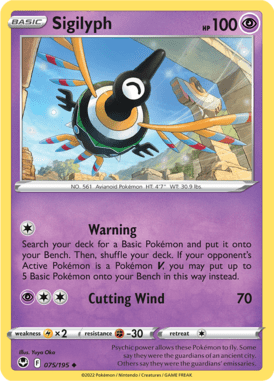 BASIC
Sigilyph
HP 100
NO. 561 Avianoid Pokémon HT: 4'7" WT: 30.9 lbs.
Warning
Search your deck for a Basic Pokémon and put it onto
your Bench. Then, shuffle your deck. If your opponent's
Active Pokémon is a Pokémon V, you may put up to
5 Basic Pokémon onto your Bench in this way instead.
Cutting Wind 70
weakness ×2 resistance -30 retreat
Illus. Yuya Oka
F 075/195
Psychic power allows these Pokémon to fly. Some
say they were the guardians of an ancient city.
Others say they were the guardians' emissaries.
©2022 Pokémon / Nintendo / Creatures / GAME FREAK